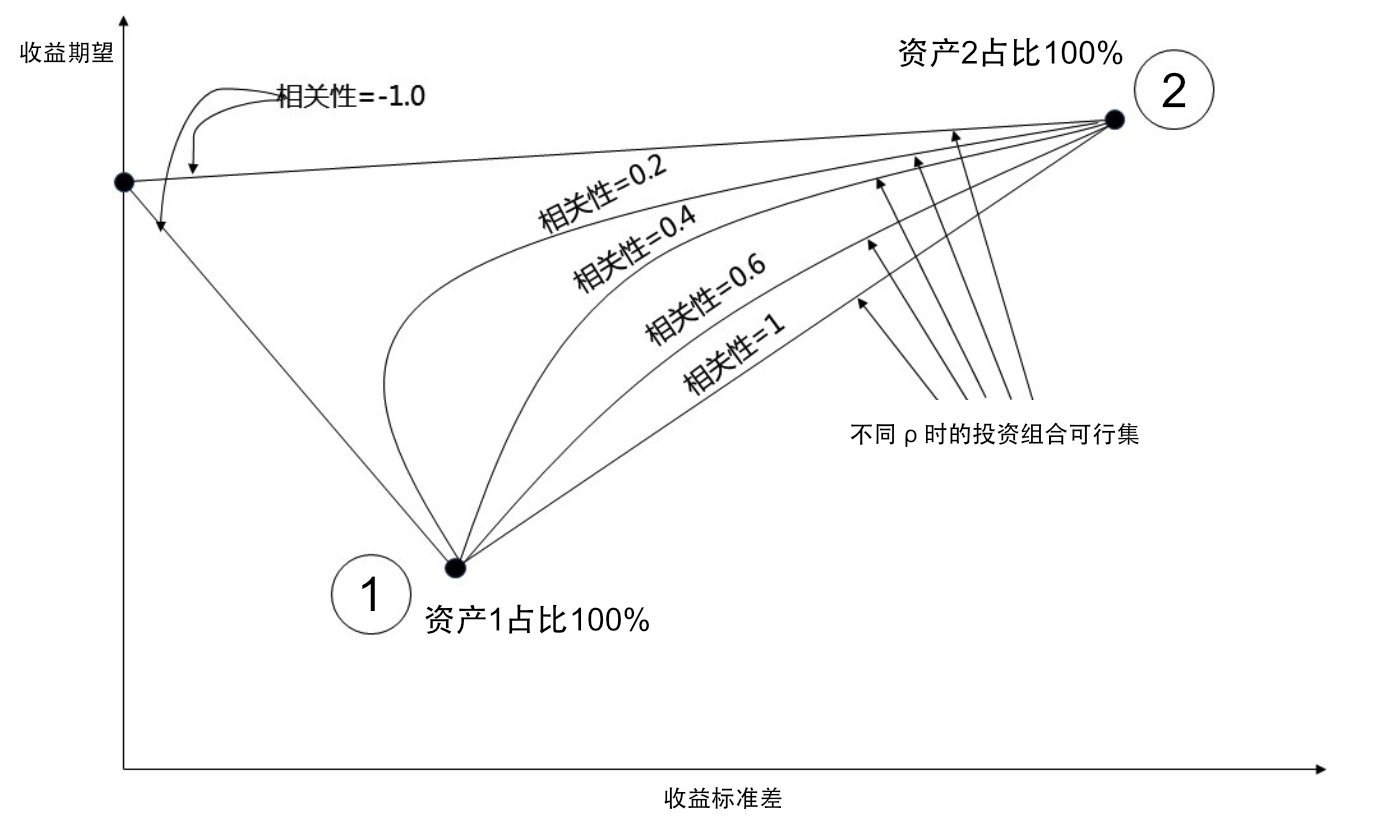 收益期望
资产2占比100%
2
相关性=-1.0
相关性=0.2
相关性=0.4
相关性=0.6
相关性=1
不同 ρ 时的投资组合可行集
1
资产1占比100%
收益标准差